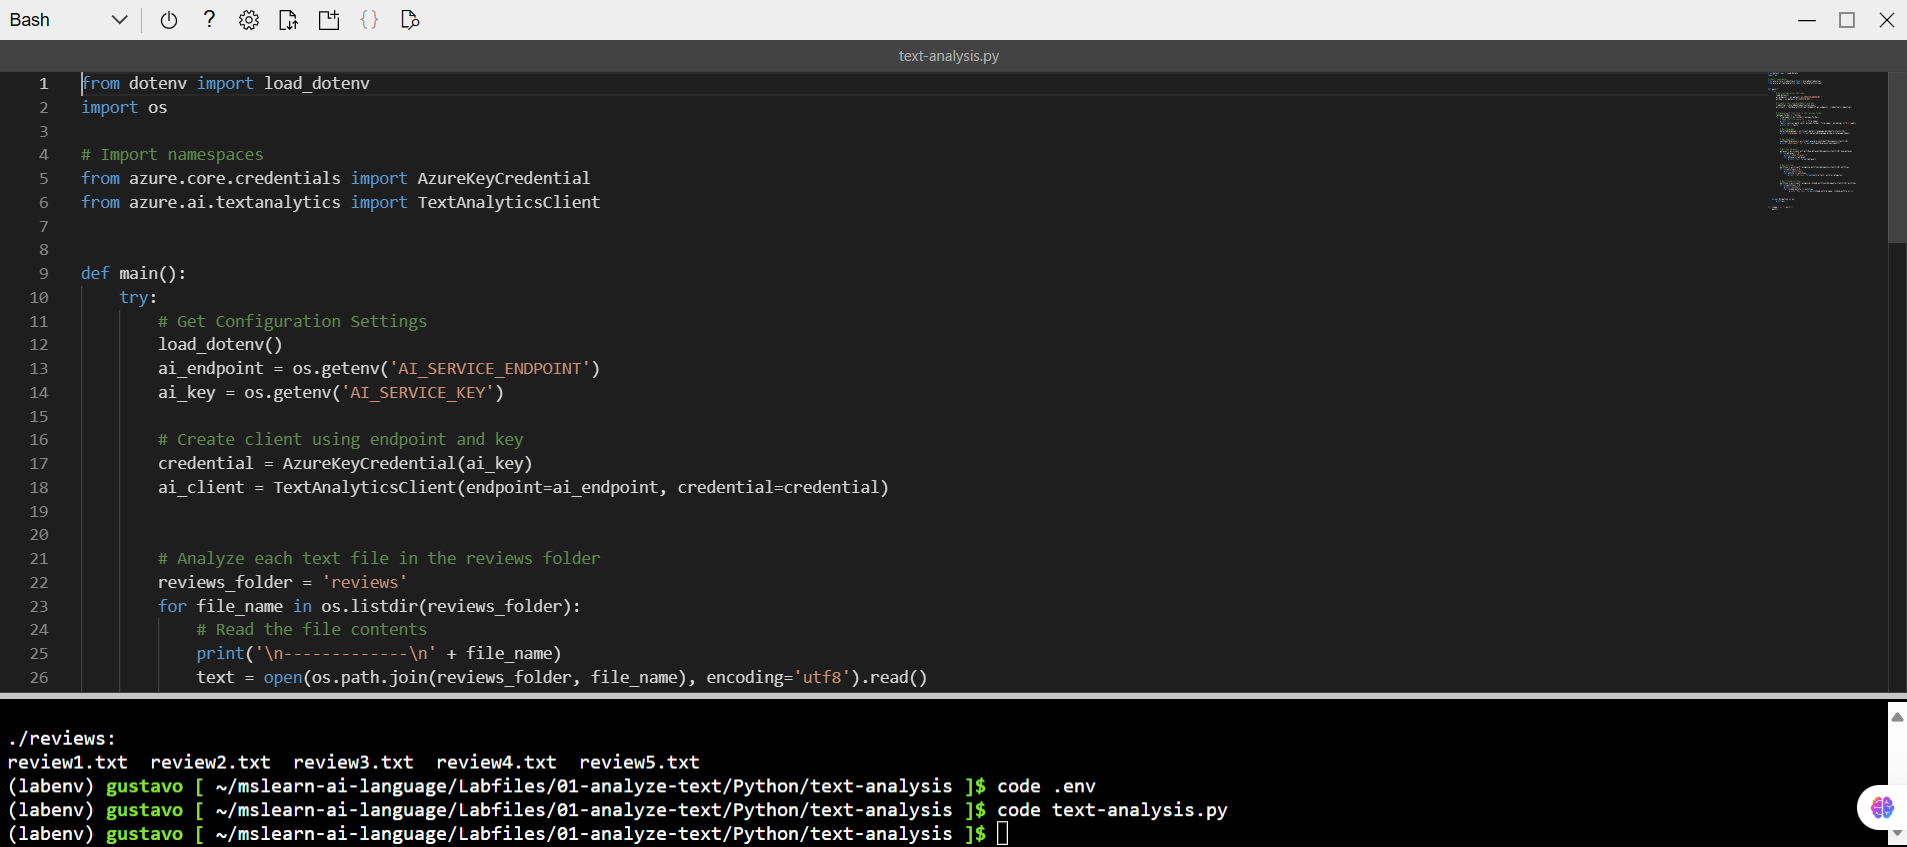 Bash
text-analysis.py
1 from dotenv import load_dotenv
2 import os
3
4 # Import namespaces
5 from azure.core.credentials import AzureKeyCredential
6 from azure.ai.textanalytics import TextAnalyticsClient
7
8
9 def main():
10 try:
11 # Get Configuration Settings
12 load_dotenv()
13 ai_endpoint = os.getenv('AI_SERVICE_ENDPOINT')
14 ai_key = os.getenv('AI_SERVICE_KEY')
15
16 # Create client using endpoint and key
17 credential = AzureKeyCredential(ai_key)
18 ai_client = TextAnalyticsClient(endpoint=ai_endpoint, credential=credential)
19
20
21 # Analyze each text file in the reviews folder
22 reviews_folder = 'reviews'
23 for file_name in os.listdir(reviews_folder):
24 # Read the file contents
25 print('\n-------------\n' + file_name)
26 text = open(os.path.join(reviews_folder, file_name), encoding='utf8').read()
./reviews:
review1.txt review2.txt review3.txt review4.txt review5.txt
(labenv) gustavo [ ~/mslearn-ai-language/Labfiles/01-analyze-text/Python/text-analysis ]$ code .env
(labenv) gustavo [ ~/mslearn-ai-language/Labfiles/01-analyze-text/Python/text-analysis ]$ code text-analysis.py
(labenv) gustavo [ ~/mslearn-ai-language/Labfiles/01-analyze-text/Python/text-analysis ]$